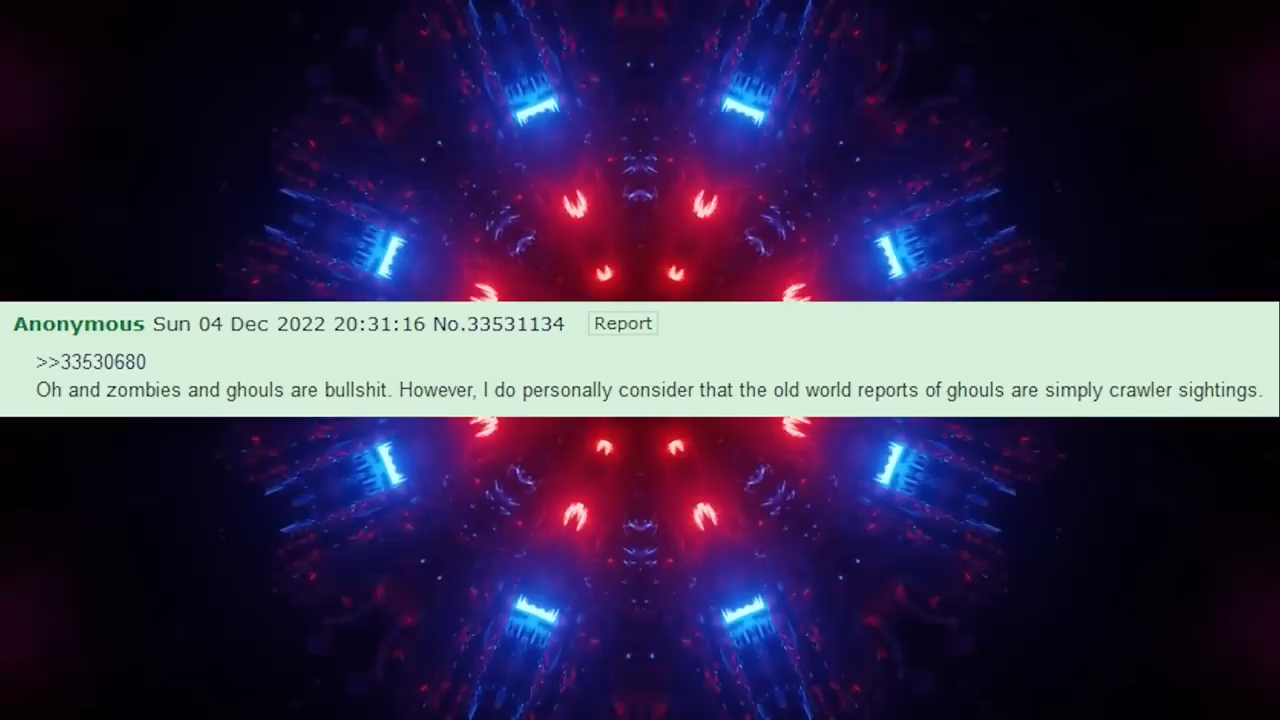 Anonymous Sun 04 Dec 2022 20:31:16 No.33531134 Report
>>33530680
Oh and zombies and ghouls are bullshit. However, I do personally consider that the old world reports of ghouls are simply crawler sightings.